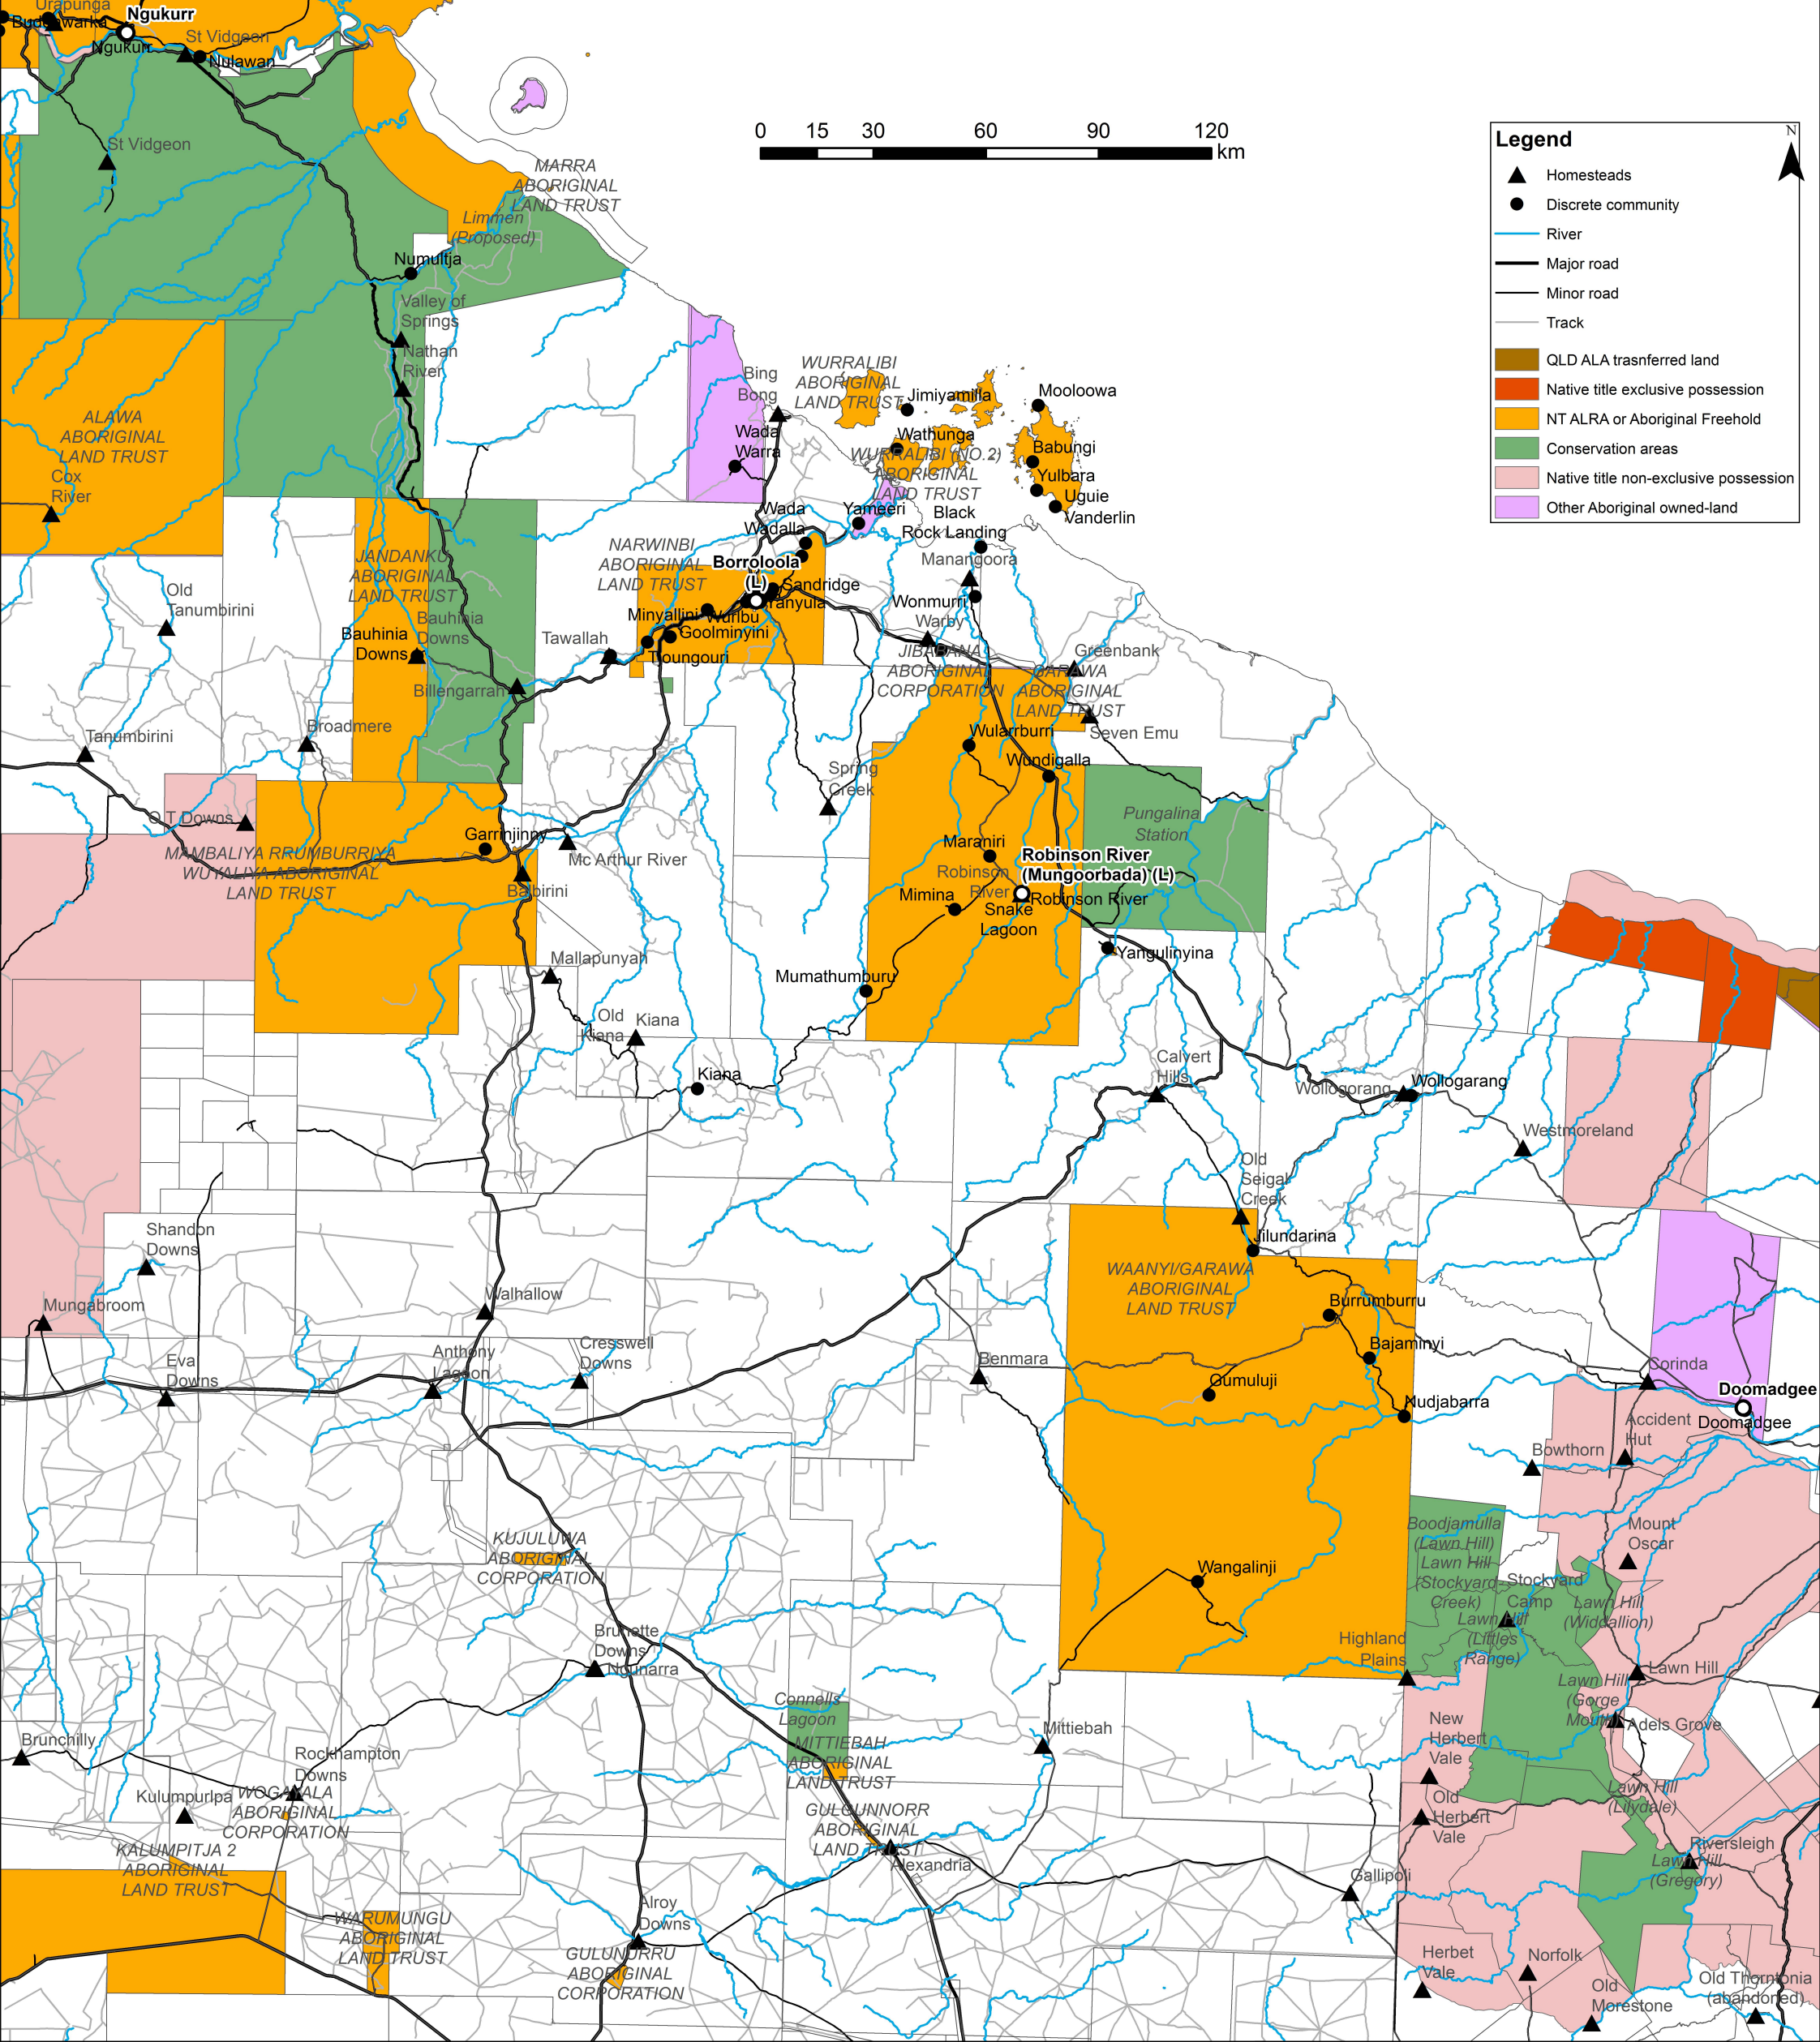 Urapunga
Budjowarka
Ngukurr
Ngukurr
St Vidgeon
Nulawan
St Vidgeon
0 15 30 60 90 120
km
Legend
N
Homesteads
Discrete community
River
Major road
Minor road
Track
QLD ALA trasnferred land
Native title exclusive possession
NT ALRA or Aboriginal Freehold
Conservation areas
Native title non-exclusive possession
Other Aboriginal owned-land
MARRA
ABORIGINAL
LAND TRUST
Limmen
(Proposed)
Numultja
Valley of
Springs
Nathan
River
ALAWA
ABORIGINAL
LAND TRUST
Cox
River
Bing
Bong
Wada
Warra
WURRALIBI
ABORIGINAL
LAND TRUST
Jimiyamilla
Mooloowa
Wathunga
WURRALIBI (NO.2)
ABORIGINAL
LAND TRUST
Babungi
Yulbara
Uguie
Vanderlin
Yameeri
Black
Rock Landing
Wada
Wadalla
Manangoora
Wonmurri
Warby
NARWINBI
ABORIGINAL
LAND TRUST
Borroloola
(L)
Sandridge
Minyallini
Wuribu
Goolminyini
Tjoungouri
Tawallah
JANDANKU
ABORIGINAL
LAND TRUST
Bauhinia
Downs
Bauhinia
Downs
Billengarrah
Old
Tanumbirini
Tanumbirini
Broadmere
JIBABANA
ABORIGINAL
CORPORATION
GARAWA
ABORIGINAL
LAND TRUST
Greenbank
Seven Emu
Wularrburri
Wundigalla
Spring
Creek
Pungalina
Station
O T Downs
MAMBALIYA RRUMBURRIYA
WUYALIYA ABORIGINAL
LAND TRUST
Garrinjinny
Mc Arthur River
Balbirini
Maraniri
Robinson River
(Mungoorbada) (L)
Robinson
River
Robinson River
Mimina
Snake
Lagoon
Yangulinyina
Mumathumburu
Mallapunyah
Old
Kiana
Kiana
Kiana
Calvert
Hills
Wollogorang
Wollogarang
Westmoreland
Old
Seigal
Creek
Jilundarina
WAANYI/GARAWA
ABORIGINAL
LAND TRUST
Burrumburru
Bajaminyi
Gumuluji
Nudjabarra
Wangalinji
Shandon
Downs
Mungabroom
Walhallow
Eva
Downs
Anthony
Lagoon
Cresswell
Downs
Benmara
Corinda
Doomadgee
Doomadgee
Accident
Hut
Bowthorn
Mount
Oscar
Boodjamulla
(Lawn Hill)
Lawn Hill
(Stockyard
Creek)
Stockyard
Camp
Lawn Hill
(Widdallion)
Lawn Hill
(Littles
Range)
Highland
Plains
Lawn Hill
Lawn Hill
(Gorge
Mouth)
Adels Grove
KUJULUWA
ABORIGINAL
CORPORATION
Brunette
Downs
Ngunarra
Connells
Lagoon
MITTIEBAH
ABORIGINAL
LAND TRUST
Mittiebah
New
Herbert
Vale
Old
Herbert
Vale
Lawn Hill
(Lilydale)
Riversleigh
Lawn Hill
(Gregory)
Brunchilly
Rockhampton
Downs
Kulumpurlpa
WOGAYALA
ABORIGINAL
CORPORATION
KALUMPITJA 2
ABORIGINAL
LAND TRUST
GULGUNNORR
ABORIGINAL
LAND TRUST
Alexandria
Gallipoli
WARUMUNGU
ABORIGINAL
LAND TRUST
Alroy
Downs
GULUNURRU
ABORIGINAL
CORPORATION
Herbet
Vale
Norfolk
Old
Morestone
Old Thorntonia
(abandoned)